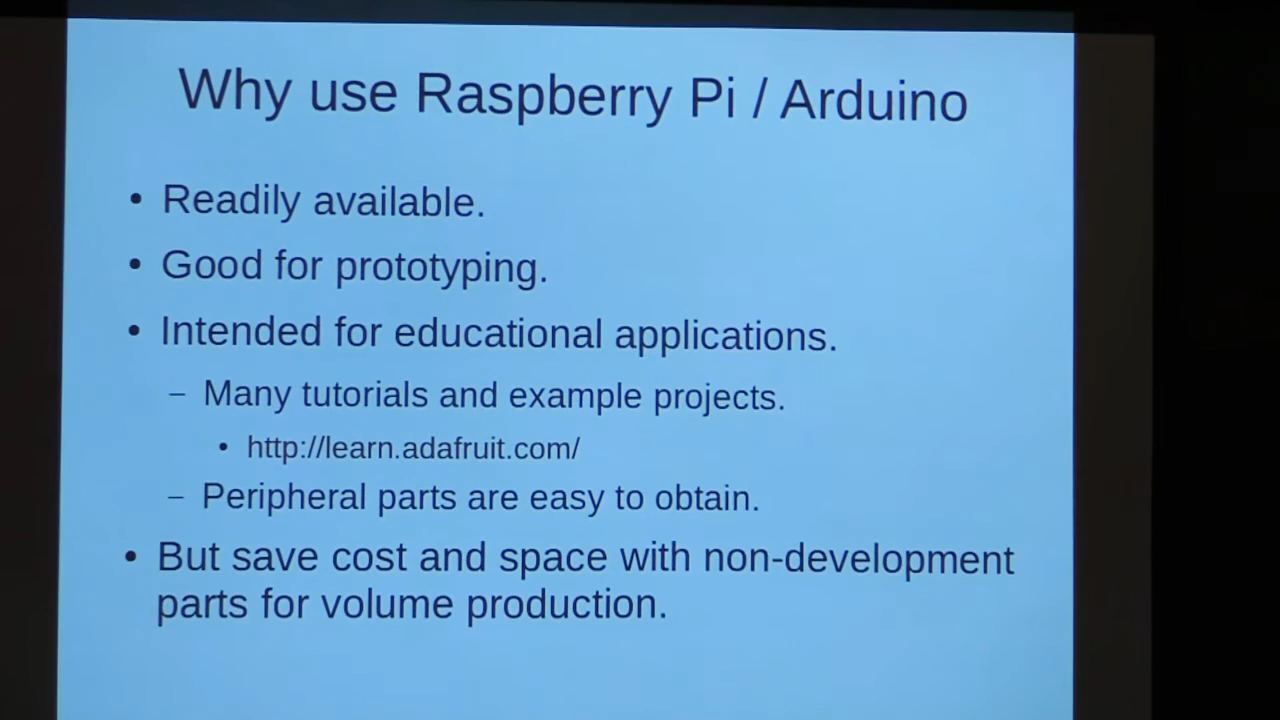 Why use Raspberry Pi / Arduino
• Readily available.
• Good for prototyping.
• Intended for educational applications.
– Many tutorials and example projects.
• http://learn.adafruit.com/
– Peripheral parts are easy to obtain.
• But save cost and space with non-development
parts for volume production.